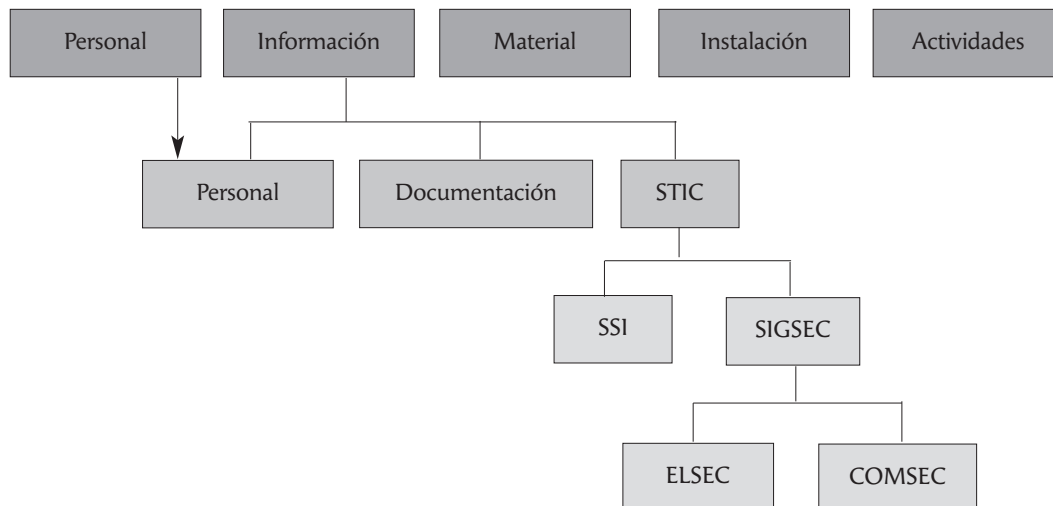 Personal
Información
Material
Instalación
Actividades
Personal
Documentación
STIC
SSI
SIGSEC
ELSEC
COMSEC